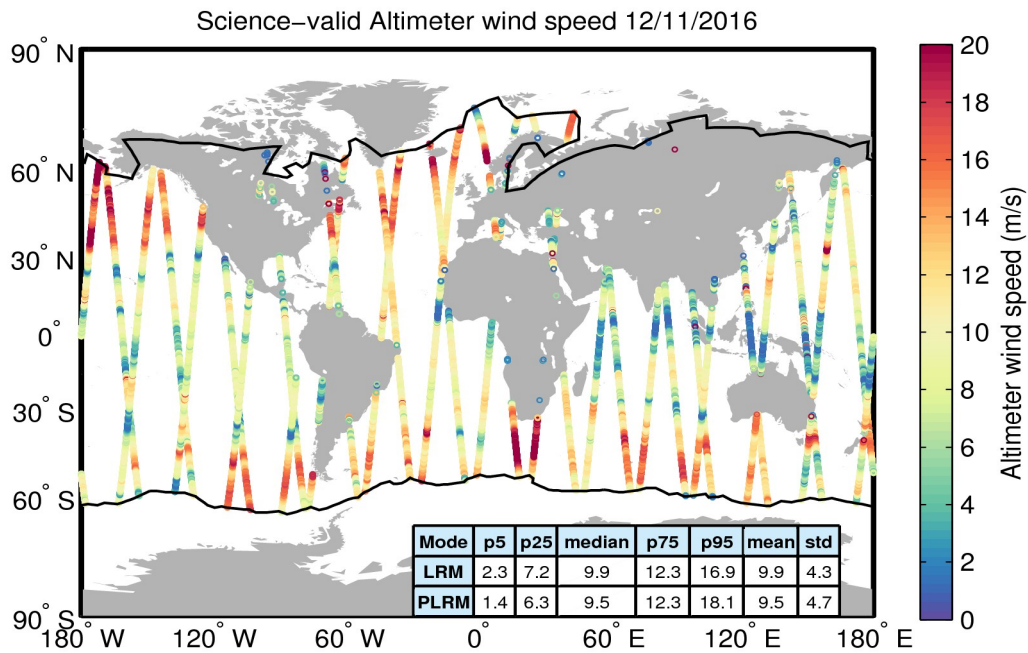 Science−valid Altimeter wind speed 12/11/2016
90° N
60° N
30° N
0°
30° S
60° S
90° S
180° W
120° W
60° W
0°
60° E
120° E
180° E
Mode p5 p25 median p75 p95 mean std
LRM 2.3 7.2 9.9 12.3 16.9 9.9 4.3
PLRM 1.4 6.3 9.5 12.3 18.1 9.5 4.7
20
18
16
14
12
10
8
6
4
2
0
Altimeter wind speed (m/s)